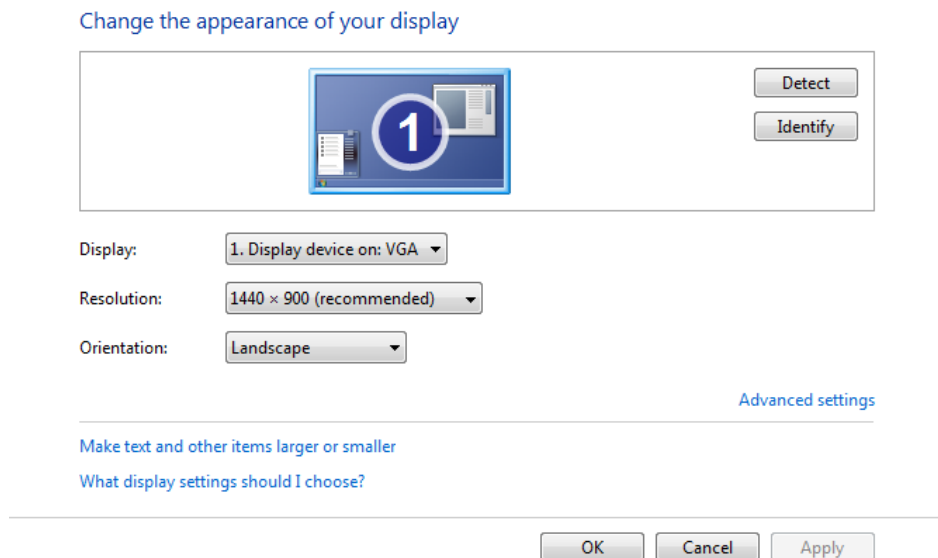 Change the appearance of your display
1
Detect
Identify
Display: 1. Display device on: VGA
Resolution: 1440 × 900 (recommended)
Orientation: Landscape
Advanced settings
Make text and other items larger or smaller
What display settings should I choose?
OK Cancel Apply